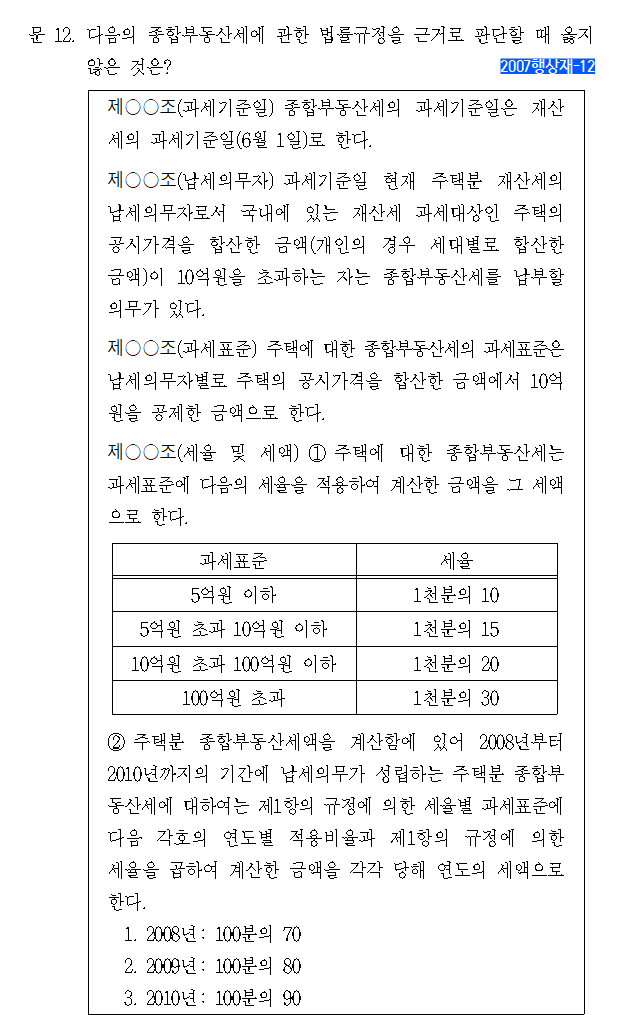 문 12. 다음의 종합부동산세에 관한 법률규정을 근거로 판단할 때 옳지
않은 것은?
2007행상재-12
제○○조(과세기준일) 종합부동산세의 과세기준일은 재산
세의 과세기준일(6월 1일)로 한다.
제○○조(납세의무자) 과세기준일 현재 주택분 재산세의
납세의무자로서 국내에 있는 재산세 과세대상인 주택의
공시가격을 합산한 금액(개인의 경우 세대별로 합산한
금액)이 10억원을 초과하는 자는 종합부동산세를 납부할
의무가 있다.
제○○조(과세표준) 주택에 대한 종합부동산세의 과세표준은
납세의무자별로 주택의 공시가격을 합산한 금액에서 10억
원을 공제한 금액으로 한다.
제○○조(세율 및 세액) ① 주택에 대한 종합부동산세는
과세표준에 다음의 세율을 적용하여 계산한 금액을 그 세액
으로 한다.
과세표준 세율
5억원 이하 1천분의 10
5억원 초과 10억원 이하 1천분의 15
10억원 초과 100억원 이하 1천분의 20
100억원 초과 1천분의 30
② 주택분 종합부동산세액을 계산함에 있어 2008년부터
2010년까지의 기간에 납세의무가 성립하는 주택분 종합부
동산세에 대하여는 제1항의 규정에 의한 세율별 과세표준에
다음 각호의 연도별 적용비율과 제1항의 규정에 의한
세율을 곱하여 계산한 금액을 각각 당해 연도의 세액으로
한다.
1. 2008년: 100분의 70
2. 2009년: 100분의 80
3. 2010년: 100분의 90